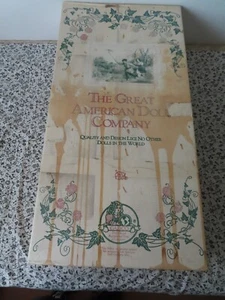 THE GREAT
AMERICAN DOLL
COMPANY
QUALITY AND DESIGN LIKE NO OTHER
DOLLS IN THE WORLD